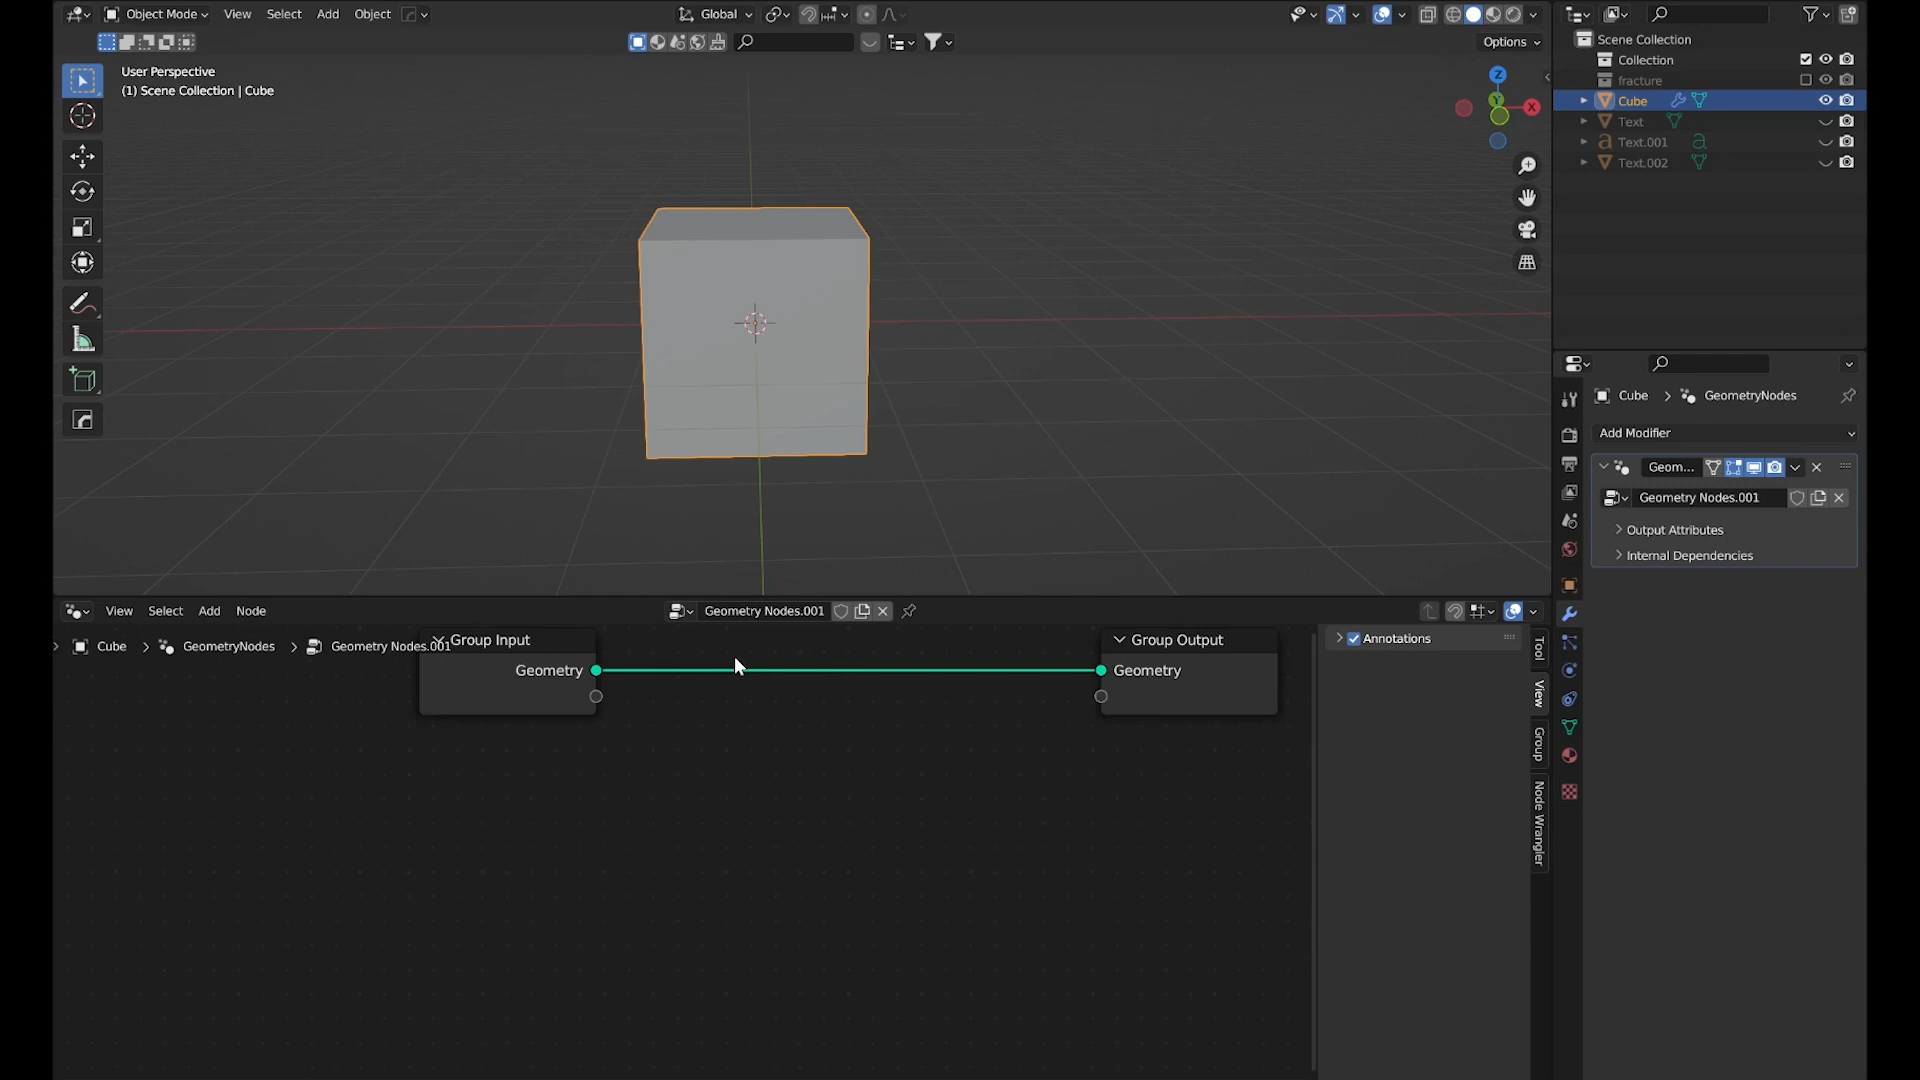 Object Mode View Select Add Object Global
Options
User Perspective
(1) Scene Collection | Cube
Z
Y
X
Scene Collection
Collection
fracture
Cube
Text
Text.001
Text.002
Cube > GeometryNodes
Add Modifier
Geom...
Geometry Nodes.001
Output Attributes
Internal Dependencies
View Select Add Node Geometry Nodes.001
Cube > GeometryNodes > Geometry Nodes.001
Group Input
Geometry
Group Output
Geometry
Annotations
Tool
View
Group
Node Wrangler